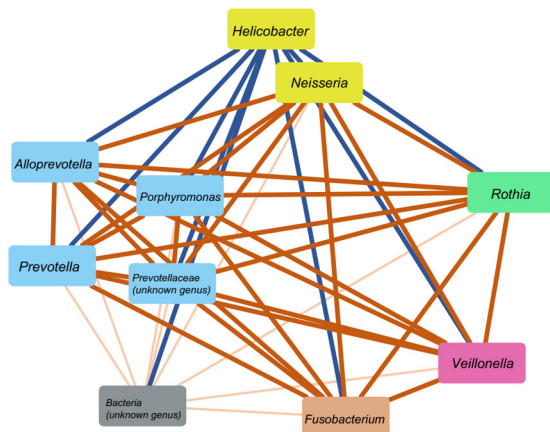 Helicobacter
Neisseria
Alloprevotella
Porphyromonas
Rothia
Prevotella
Prevotellaceae
(unknown genus)
Veillonella
Bacteria
(unknown genus)
Fusobacterium